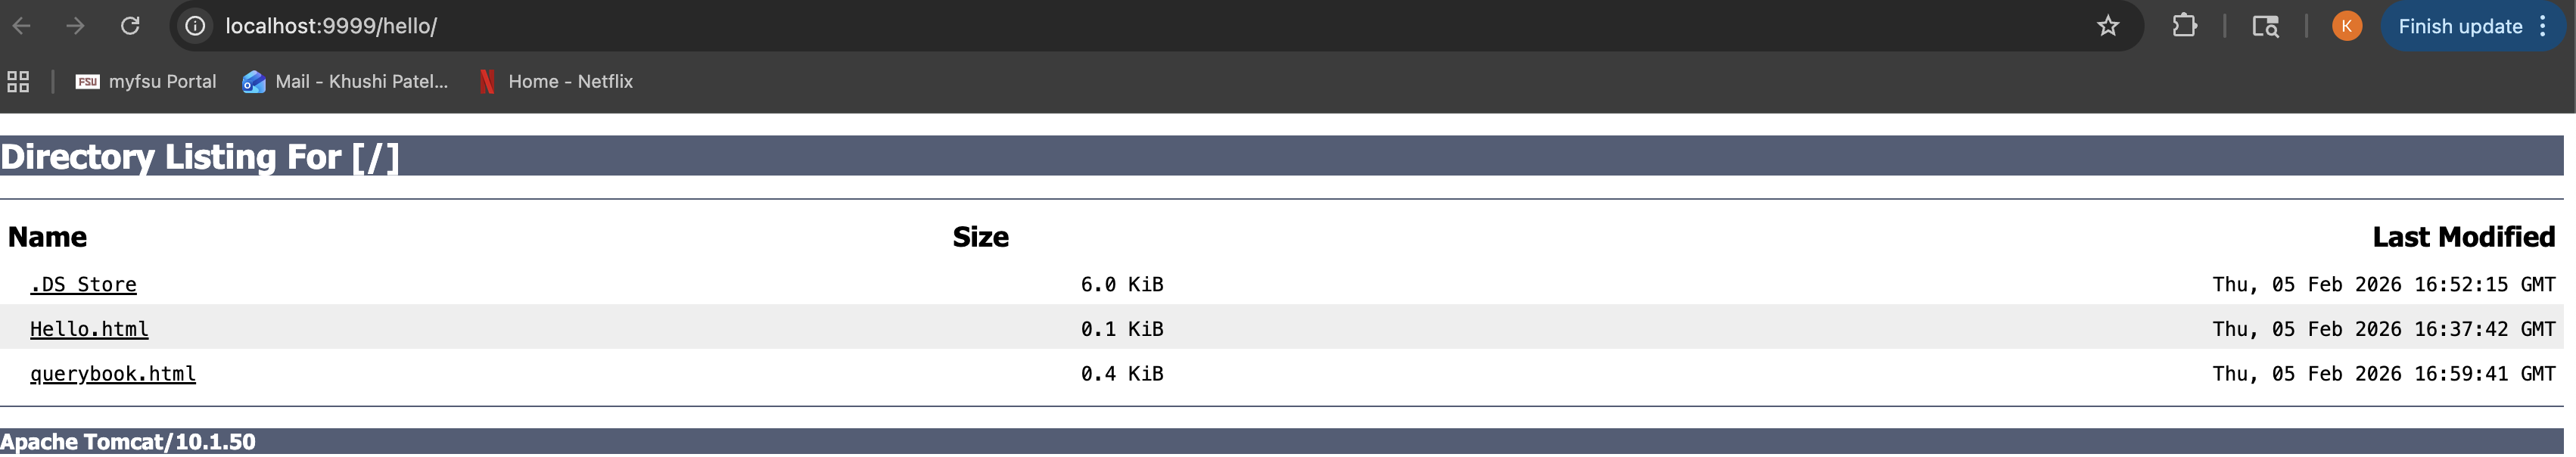 localhost:9999/hello/
K
Finish update
FSU
myfsu Portal
Mail - Khushi Patel...
Home - Netflix
Directory Listing For [/]
Name Size Last Modified
.DS_Store 6.0 KiB Thu, 05 Feb 2026 16:52:15 GMT
Hello.html 0.1 KiB Thu, 05 Feb 2026 16:37:42 GMT
querybook.html 0.4 KiB Thu, 05 Feb 2026 16:59:41 GMT
Apache Tomcat/10.1.50